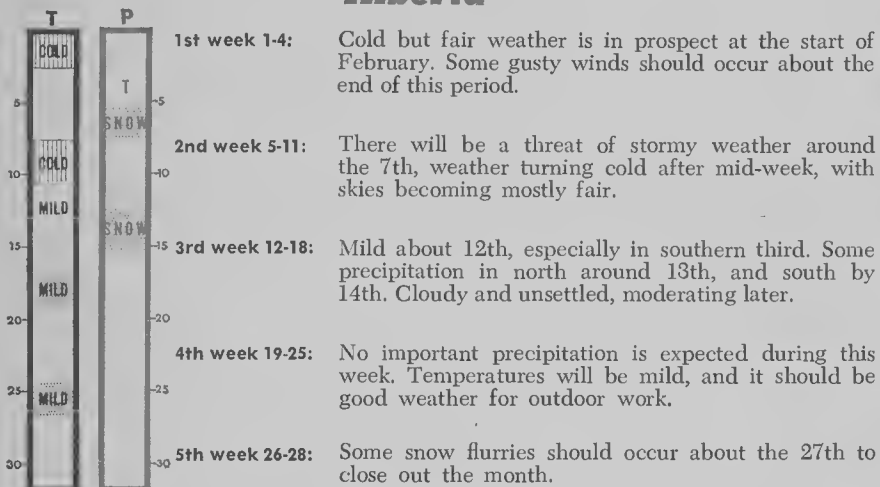 T P
COLD
T
5 5
SNOW
COLD
10 10
MILD
SNOW
15 15
MILD
20 20
25 25
MILD
30 30
1st week 1-4: Cold but fair weather is in prospect at the start of
February. Some gusty winds should occur about the
end of this period.
2nd week 5-11: There will be a threat of stormy weather around
the 7th, weather turning cold after mid-week, with
skies becoming mostly fair.
3rd week 12-18: Mild about 12th, especially in southern third. Some
precipitation in north around 13th, and south by
14th. Cloudy and unsettled, moderating later.
4th week 19-25: No important precipitation is expected during this
week. Temperatures will be mild, and it should be
good weather for outdoor work.
5th week 26-28: Some snow flurries should occur about the 27th to
close out the month.